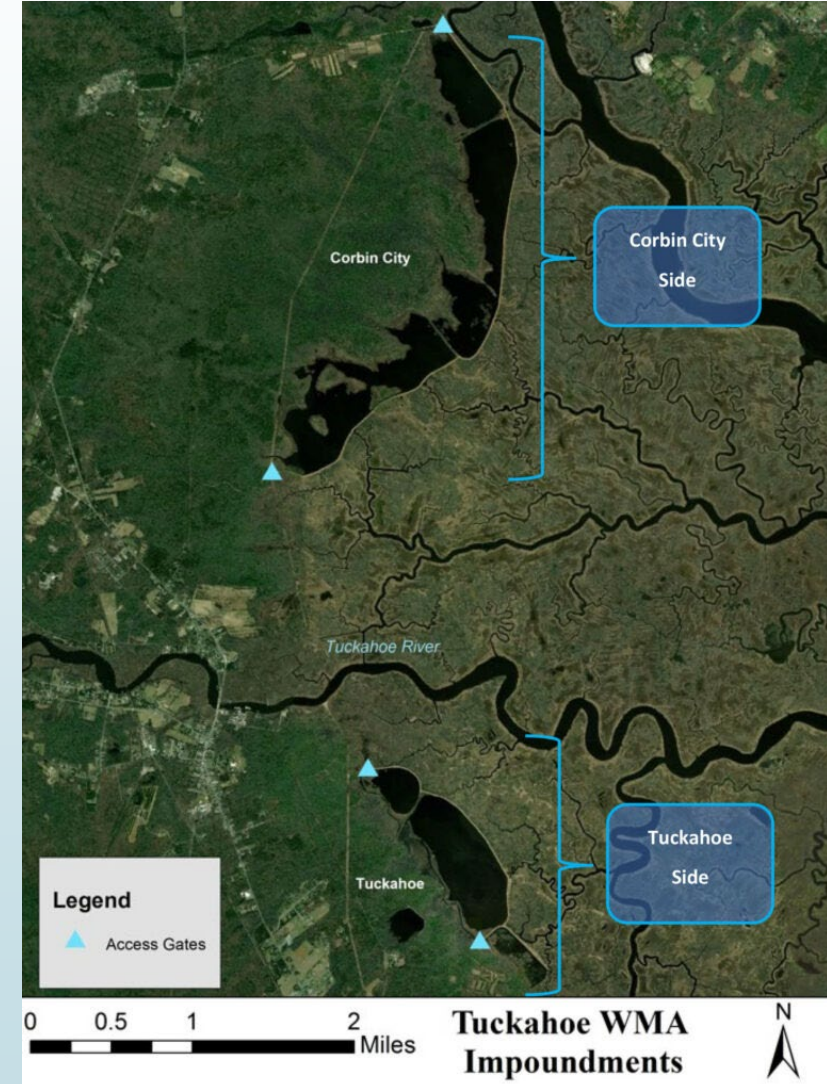 Corbin City
Corbin City
Side
Tuckahoe River
Tuckahoe
Tuckahoe
Side
Legend
Access Gates
0 0.5 1 2 Miles
Tuckahoe WMA
Impoundments
N